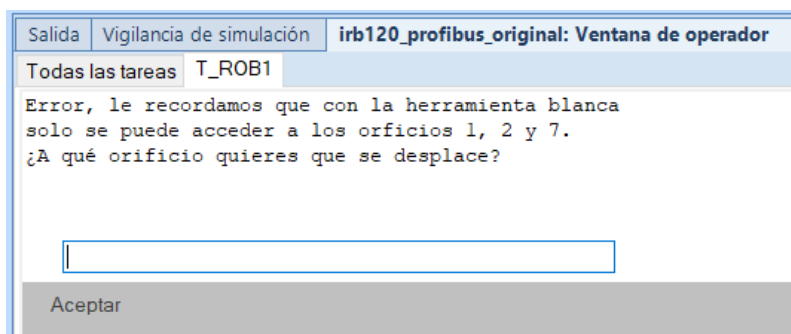 Salida Vigilancia de simulación irb120_profibus_original: Ventana de operador
Todas las tareas T_ROB1
Error, le recordamos que con la herramienta blanca
solo se puede acceder a los orficios 1, 2 y 7.
¿A qué orificio quieres que se desplace?
Aceptar